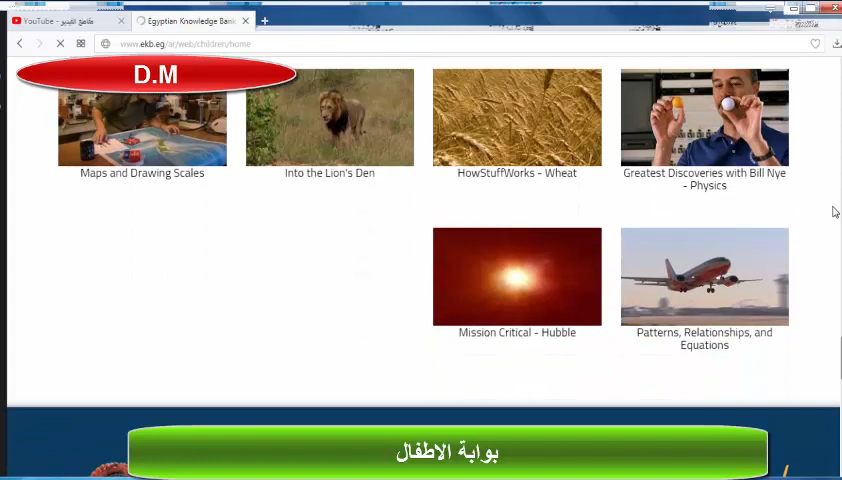 YouTube - مقاطع الفيديو
Egyptian Knowledge Bank
www.ekb.eg/ar/web/children/home
D.M
Maps and Drawing Scales
Into the Lion's Den
HowStuffWorks - Wheat
Greatest Discoveries with Bill Nye
- Physics
Mission Critical - Hubble
Patterns, Relationships, and
Equations
بوابة الاطفال